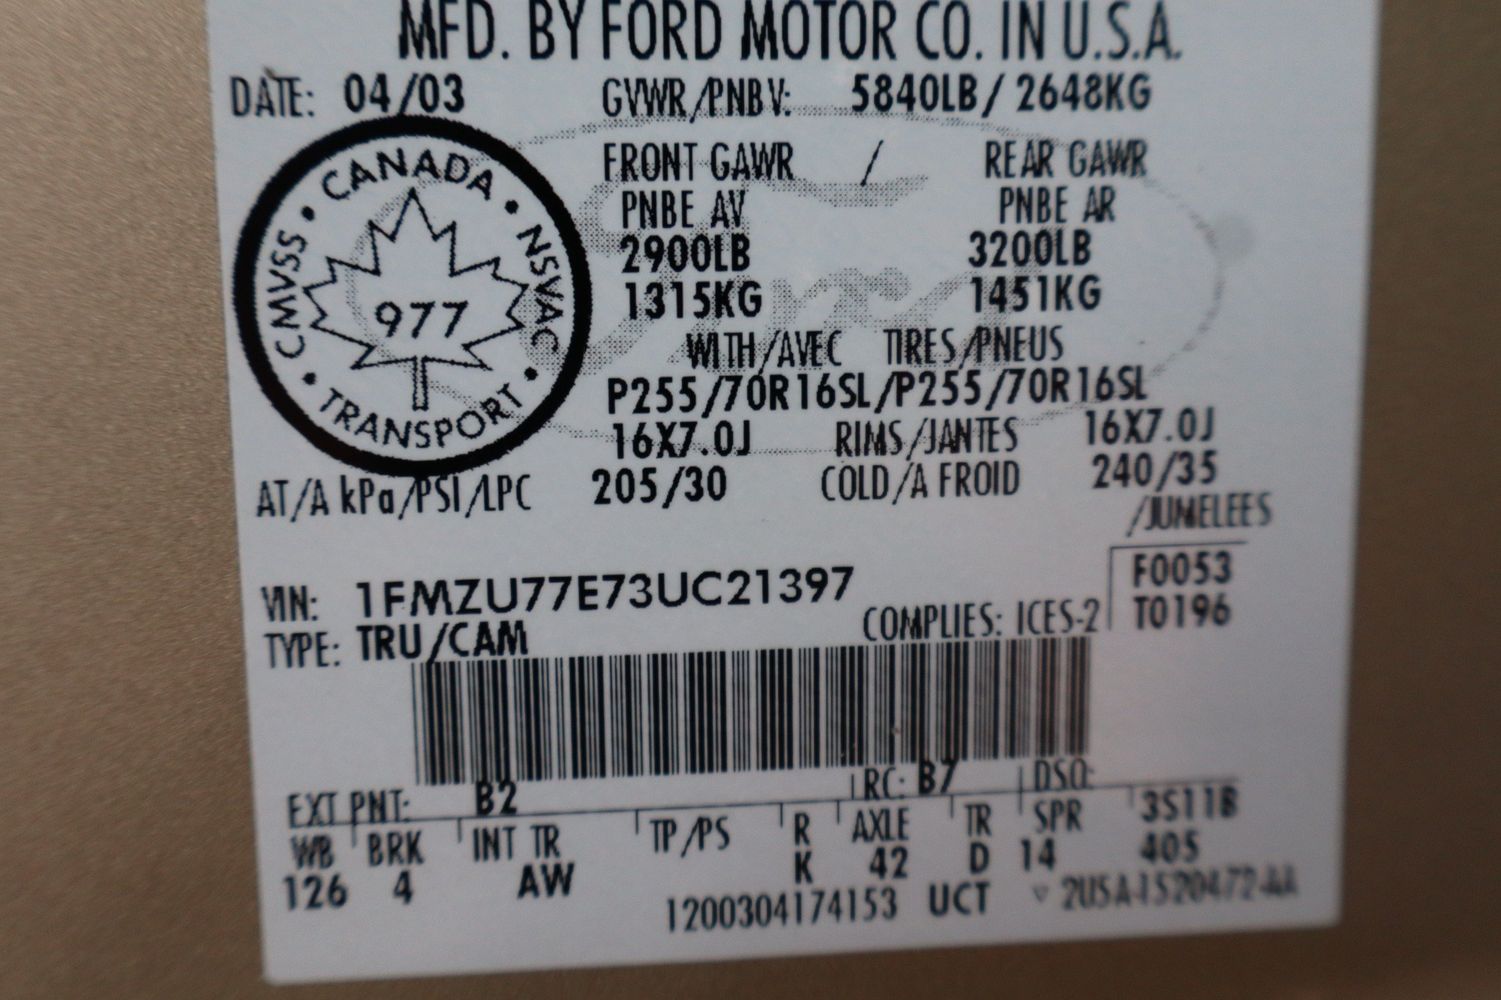 MFD. BY FORD MOTOR CO. IN U.S.A.
DATE: 04/03 GVWR/PNBV: 5840LB/ 2648KG
FRONT GAWR / REAR GAWR
PNBE AV PNBE AR
2900LB 3200LB
1315KG 1451KG
WITH/AVEC TIRES/PNEUS
P255/70R16SL/P255/70R16SL
16X7.0J RIMS/JANTES 16X7.0J
AT/A kPa/PSI/LPC 205/30 COLD/A FROID 240/35
/JUMELEES
CANADA • NSVAC • TRANSPORT • CMVSS •
977
Ford
VIN: 1FMZU77E73UC21397
F0053
TYPE: TRU/CAM COMPLIES: ICES-2 T0196
EXT PNT: B2 RC: B7 DSO:
WB BRK INT TR TP/PS R AXLE TR SPR 3S11B
126 4 AW K 42 D 14 405
1200304174153 UCT ▽ 2U5A-1520472-AA